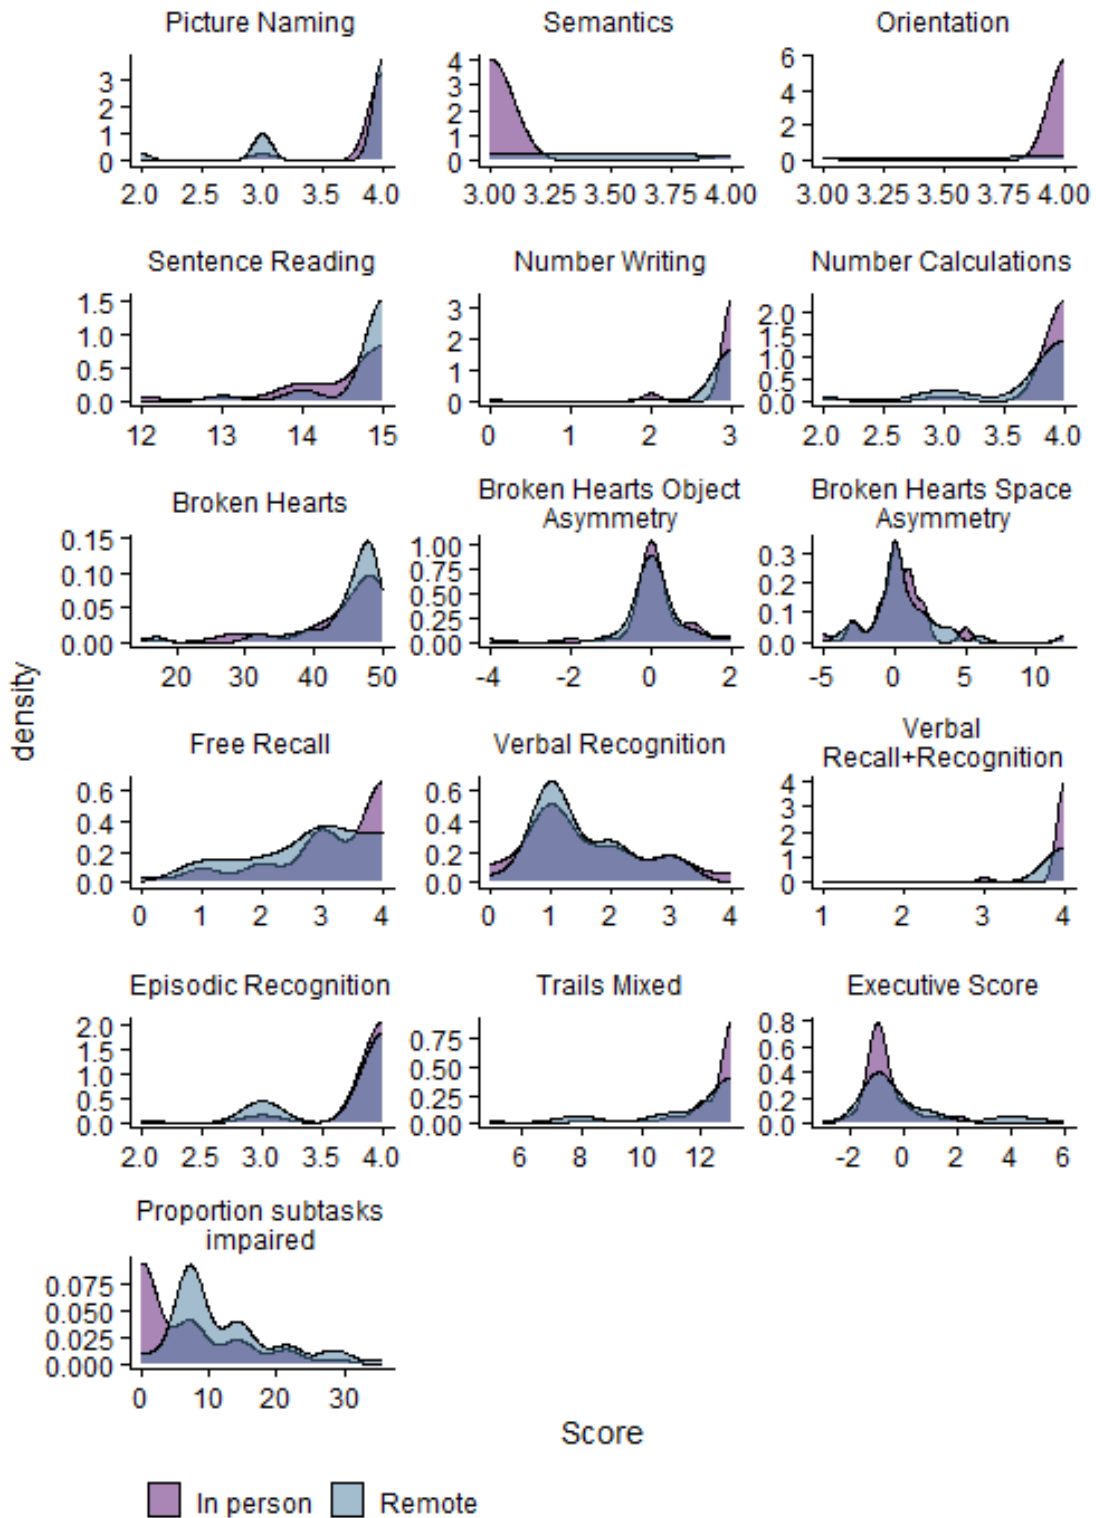 Picture Naming Semantics Orientation
3 4 6
2 3 4
1 2 2
0 1 0
0
2.0 2.5 3.0 3.5 4.0 3.00 3.25 3.50 3.75 4.00 3.00 3.25 3.50 3.75 4.00
Sentence Reading Number Writing Number Calculations
1.5 3 2.0
1.0 2 1.5
0.5 1 1.0
0.0 0 0.5
0.0
12 13 14 15 0 1 2 3 2.0 2.5 3.0 3.5 4.0
Broken Hearts Broken Hearts Object Broken Hearts Space
Asymmetry Asymmetry
0.15 1.00 0.3
0.10 0.75 0.2
0.05 0.50 0.1
0.00 0.25 0.0
0.00
20 30 40 50 -4 -2 0 2 -5 0 5 10
density
Free Recall Verbal Recognition Verbal
Recall+Recognition
0.6 0.6 4
0.4 0.4 3
0.2 0.2 2
0.0 0.0 1
0
0 1 2 3 4 0 1 2 3 4 1 2 3 4
Episodic Recognition Trails Mixed Executive Score
2.0 0.75 0.8
1.5 0.50 0.6
1.0 0.25 0.4
0.5 0.00 0.2
0.0 0.0
2.0 2.5 3.0 3.5 4.0 6 8 10 12 -2 0 2 4 6
Proportion subtasks
impaired
0.075
0.050
0.025
0.000
0 10 20 30
Score
In person Remote